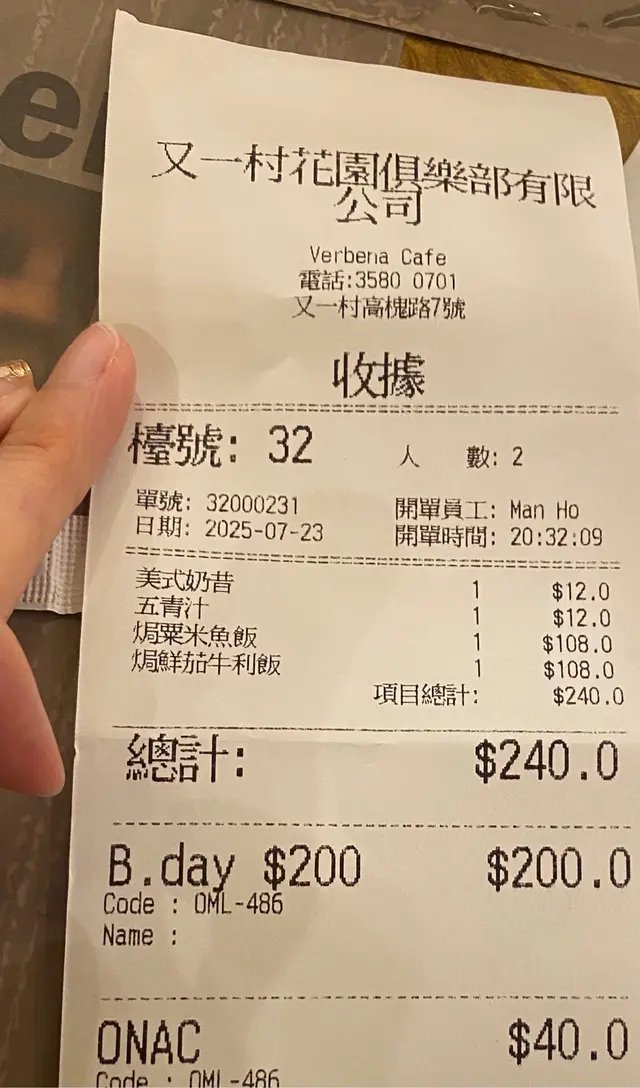 又一村花園俱樂部有限
公司
Verbena Cafe
電話:3580 0701
又一村高槐路7號
收據
檯號: 32 人 數: 2
單號: 32000231 開單員工: Man Ho
日期: 2025-07-23 開單時間: 20:32:09
美式奶昔 1 $12.0
五青汁 1 $12.0
焗粟米魚飯 1 $108.0
焗鮮茄牛利飯 1 $108.0
項目總計: $240.0
總計: $240.0
B.day $200 $200.0
Code : OML-486
Name :
ONAC $40.0
Code : OML-486